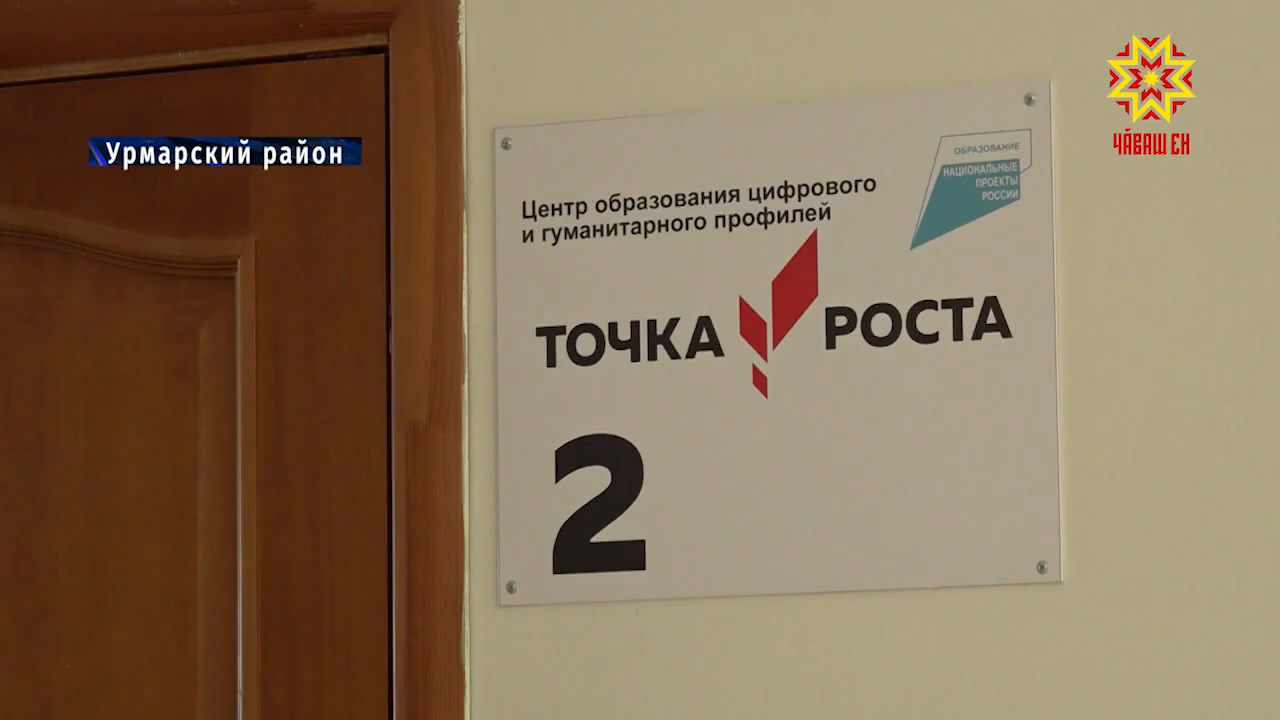 Урмарский район
ЧӐВАШ ЕН
ОБРАЗОВАНИЕ
НАЦИОНАЛЬНЫЕ
ПРОЕКТЫ
РОССИИ
Центр образования цифрового
и гуманитарного профилей
ТОЧКА РОСТА
2